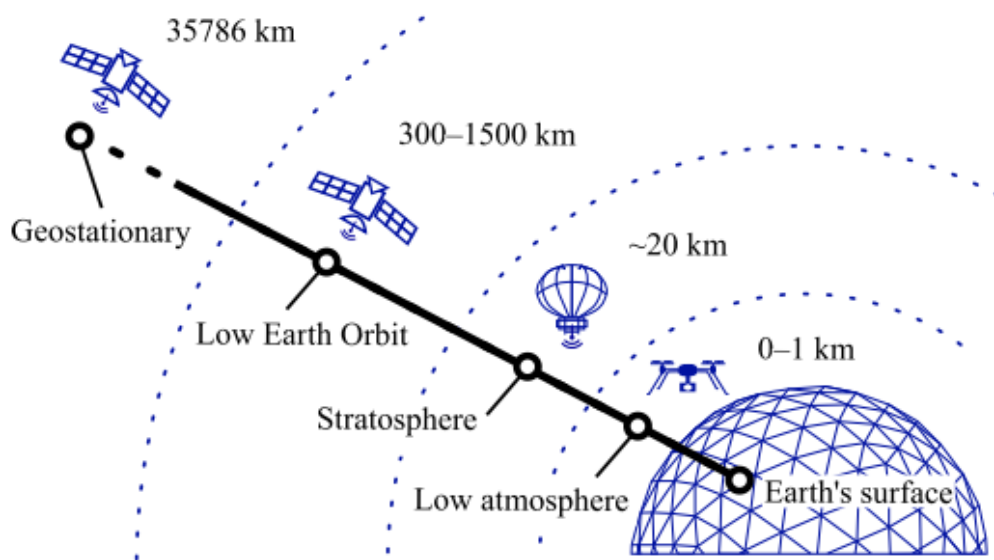 35786 km
300–1500 km
Geostationary
~20 km
Low Earth Orbit
0–1 km
Stratosphere
Low atmosphere
Earth's surface